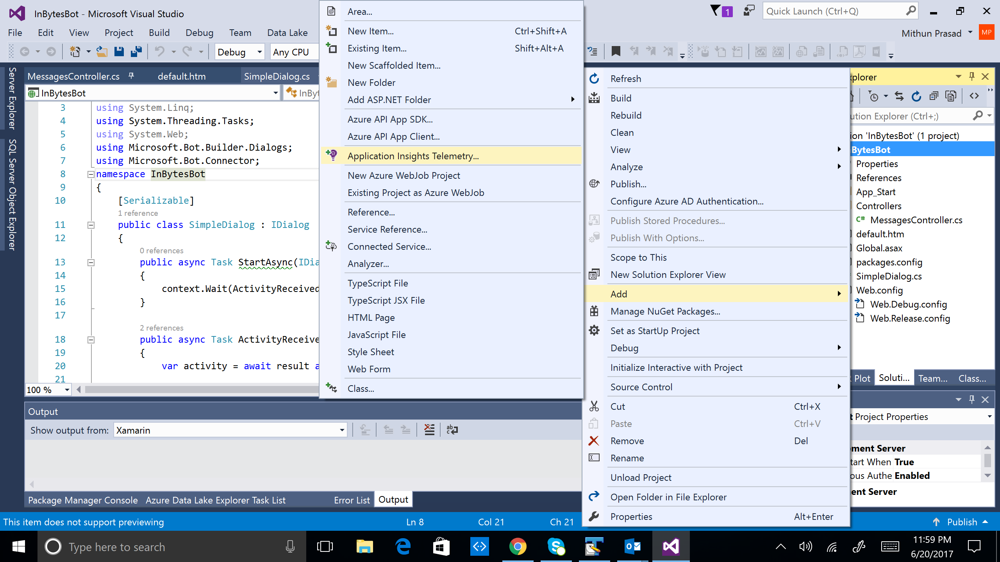 InBytesBot - Microsoft Visual Studio
1
Quick Launch (Ctrl+Q)
File Edit View Project Build Debug Team Data Lake
Mithun Prasad
MP
Debug
Any CPU
Server Explorer
SQL Server Object Explorer
MessagesController.cs
default.htm
SimpleDialog.cs
InBytesBot
3 using System.Linq;
4 using System.Threading.Tasks;
5 using System.Web;
6 using Microsoft.Bot.Builder.Dialogs;
7 using Microsoft.Bot.Connector;
8 namespace InBytesBot
9 {
10 [Serializable]
1 reference
11 public class SimpleDialog : IDialog
12 {
0 references
13 public async Task StartAsync(IDia
14 {
15 context.Wait(ActivityReceived
16 }
17
2 references
18 public async Task ActivityReceive
19 {
20 var activity = await result a
21
100 %
Area...
New Item... Ctrl+Shift+A
Existing Item... Shift+Alt+A
New Scaffolded Item...
New Folder
Add ASP.NET Folder
Azure API App SDK...
Azure API App Client...
Application Insights Telemetry...
New Azure WebJob Project
Existing Project as Azure WebJob
Reference...
Service Reference...
Connected Service...
Analyzer...
TypeScript File
TypeScript JSX File
HTML Page
JavaScript File
Style Sheet
Web Form
Class...
Refresh
Build
Rebuild
Clean
View
Analyze
Publish...
Configure Azure AD Authentication...
Publish Stored Procedures...
Publish With Options...
Scope to This
New Solution Explorer View
Add
Manage NuGet Packages...
Set as StartUp Project
Debug
Initialize Interactive with Project
Source Control
Cut Ctrl+X
Paste Ctrl+V
Remove Del
Rename
Unload Project
Open Folder in File Explorer
Properties Alt+Enter
xplorer
ution Explorer (Ctrl+;)
ion 'InBytesBot' (1 project)
BytesBot
Properties
References
App_Start
Controllers
C# MessagesController.cs
default.htm
Global.asax
packages.config
SimpleDialog.cs
Web.config
Web.Debug.config
Web.Release.config
Plot Soluti... Team... Class...
t Project Properties
ment Server
tart When True
ous Authe Enabled
ent Server
Output
Show output from: Xamarin
Package Manager Console Azure Data Lake Explorer Task List Error List Output
This item does not support previewing
Ln 8 Col 21 Ch 21
Publish
Type here to search
11:59 PM
6/20/2017